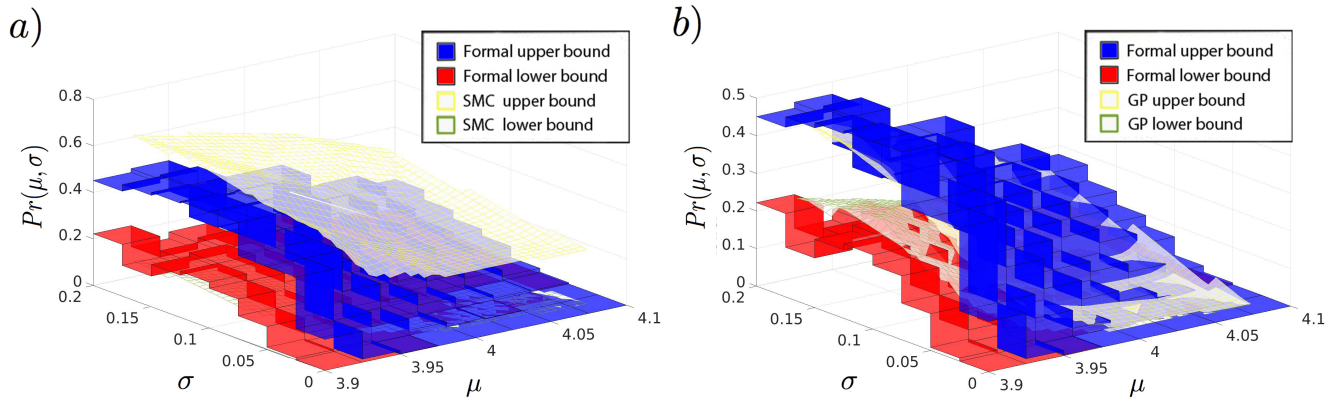 a)
Formal upper bound
Formal lower bound
SMC upper bound
SMC lower bound
0.8
0.6
0.4
0.2
0
Pr(μ,σ)
0.2
0.15
0.1
0.05
0
σ
3.9
3.95
4
4.05
4.1
μ
b)
Formal upper bound
Formal lower bound
GP upper bound
GP lower bound
0.5
0.4
0.3
0.2
0.1
0
Pr(μ,σ)
0.2
0.15
0.1
0.05
0
σ
3.9
3.95
4
4.05
4.1
μ